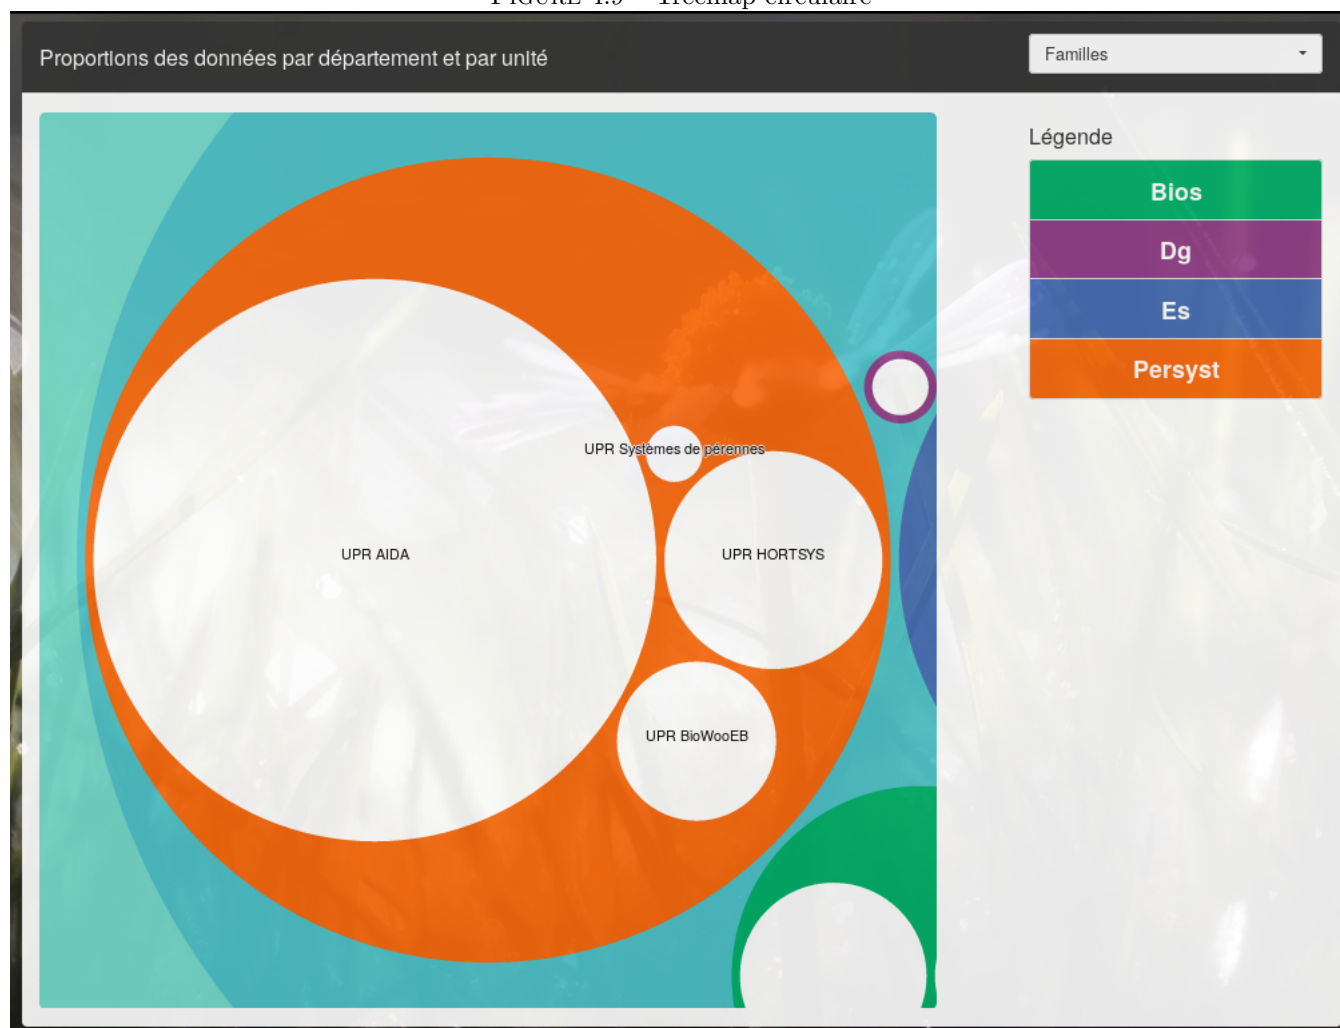 Proportions des données par département et par unité
Familles
Légende
Bios
Dg
Es
Persyst
UPR Systèmes de pérennes
UPR AIDA
UPR HORTSYS
UPR BioWooEB